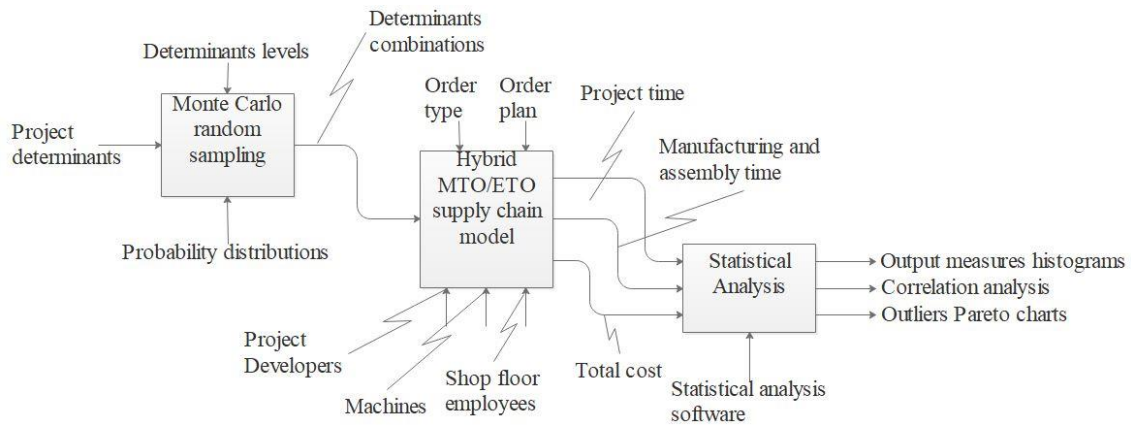 Determinants levels
Determinants
combinations
Project
determinants
Monte Carlo
random
sampling
Probability distributions
Order
type
Order
plan
Hybrid
MTO/ETO
supply chain
model
Project
Developers
Machines
Shop floor
employees
Project time
Manufacturing and
assembly time
Total cost
Statistical
Analysis
Statistical analysis
software
Output measures histograms
Correlation analysis
Outliers Pareto charts